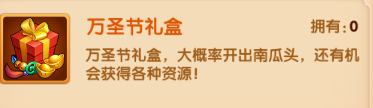 万圣节礼盒 拥有:0
万圣节礼盒，大概率开出南瓜头，还有机
会获得各种资源！